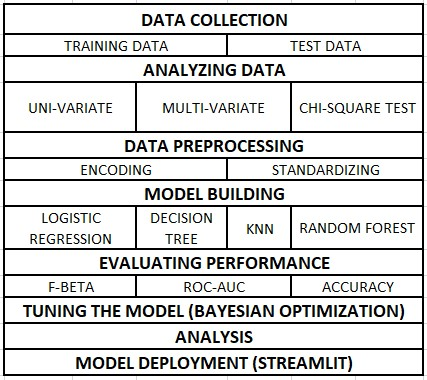 DATA COLLECTION
TRAINING DATA TEST DATA
ANALYZING DATA
UNI-VARIATE MULTI-VARIATE CHI-SQUARE TEST
DATA PREPROCESSING
ENCODING STANDARDIZING
MODEL BUILDING
LOGISTIC
REGRESSION
DECISION
TREE
KNN
RANDOM FOREST
EVALUATING PERFORMANCE
F-BETA ROC-AUC ACCURACY
TUNING THE MODEL (BAYESIAN OPTIMIZATION)
ANALYSIS
MODEL DEPLOYMENT (STREAMLIT)